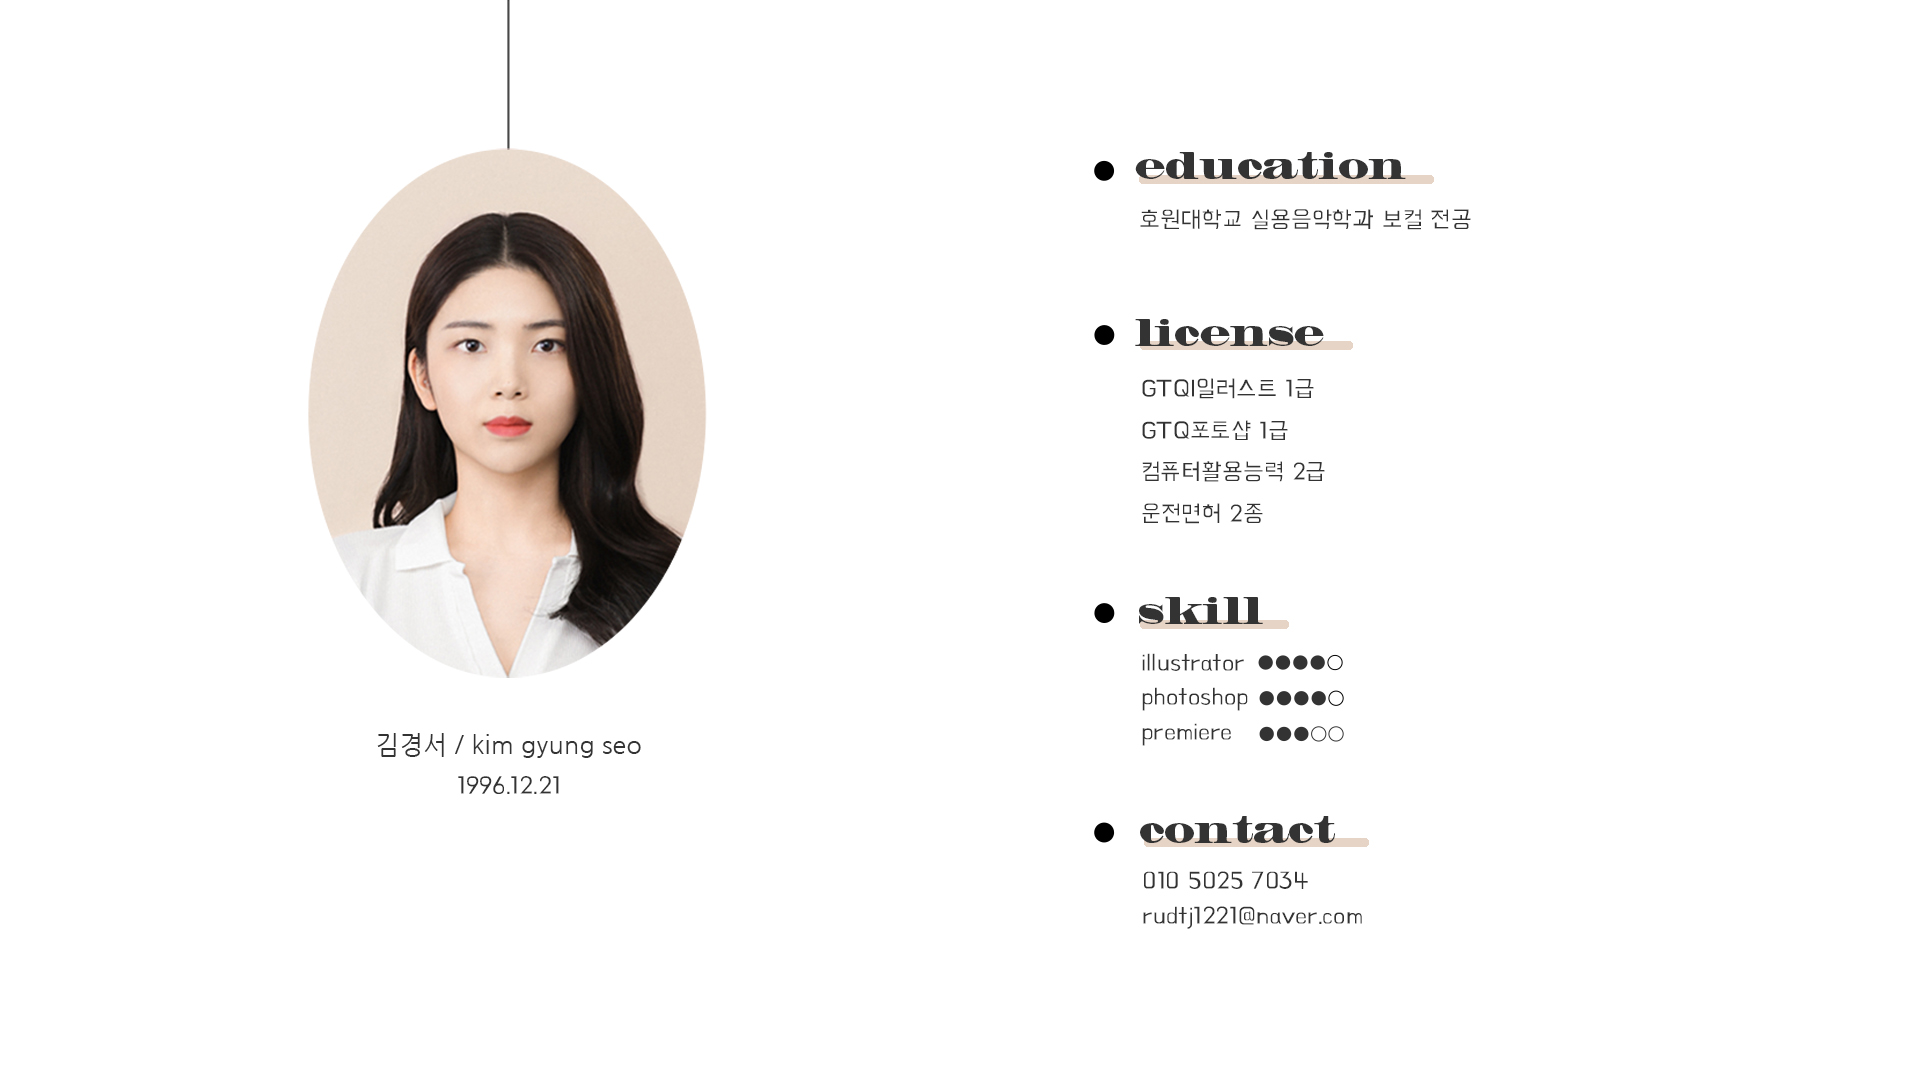 김경서 / kim gyung seo
1996.12.21
education
호원대학교 실용음악학과 보컬 전공
license
GTQI일러스트 1급
GTQ포토샵 1급
컴퓨터활용능력 2급
운전면허 2종
skill
illustrator ●●●●○
photoshop ●●●●○
premiere ●●●○○
contact
010 5025 7034
rudtj1221@naver.com